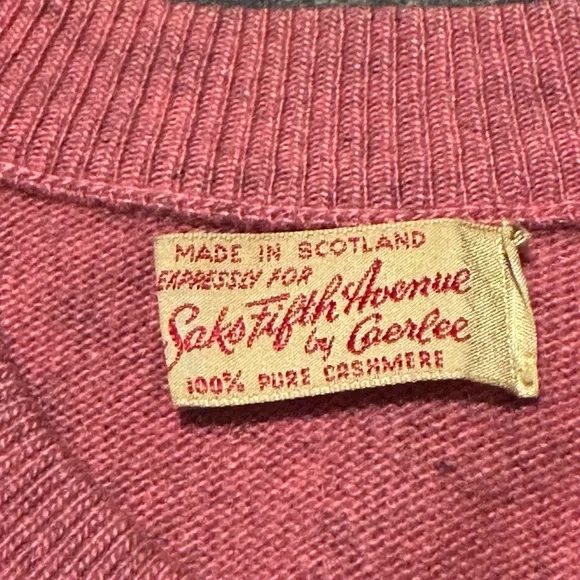 MADE IN SCOTLAND
EXPRESSLY FOR
Saks Fifth Avenue
by Caerlee
100% PURE CASHMERE